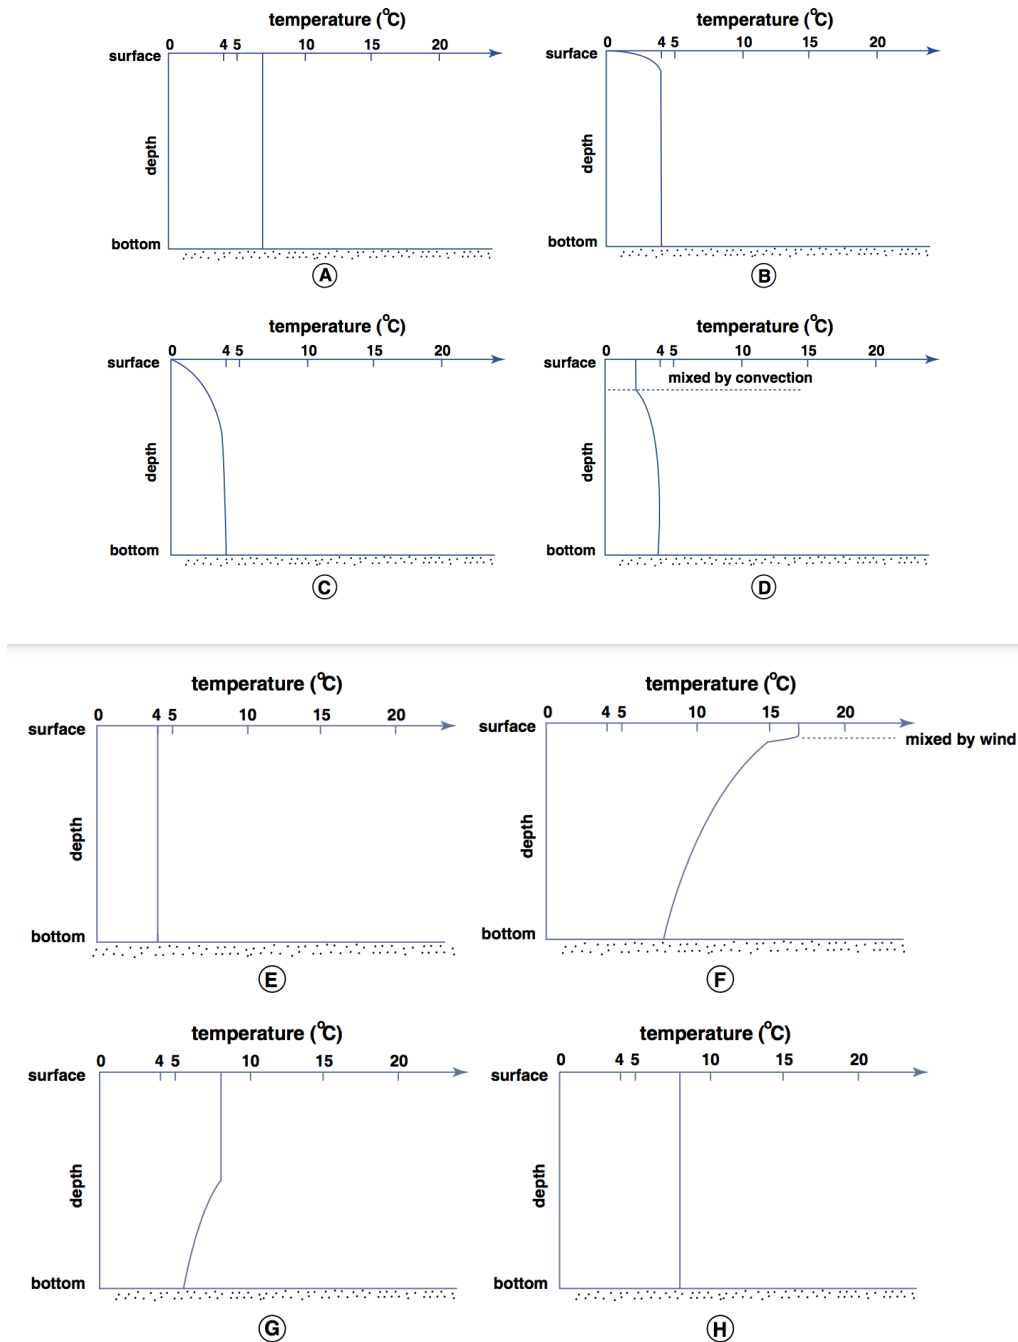 temperature (°C)
0 4 5 10 15 20
surface
depth
bottom
A
temperature (°C)
0 4 5 10 15 20
surface
depth
bottom
B
temperature (°C)
0 4 5 10 15 20
surface
depth
bottom
C
temperature (°C)
0 4 5 10 15 20
surface
mixed by convection
depth
bottom
D
temperature (°C)
0 4 5 10 15 20
surface
depth
bottom
E
temperature (°C)
0 4 5 10 15 20
surface
mixed by wind
depth
bottom
F
temperature (°C)
0 4 5 10 15 20
surface
depth
bottom
G
temperature (°C)
0 4 5 10 15 20
surface
depth
bottom
H